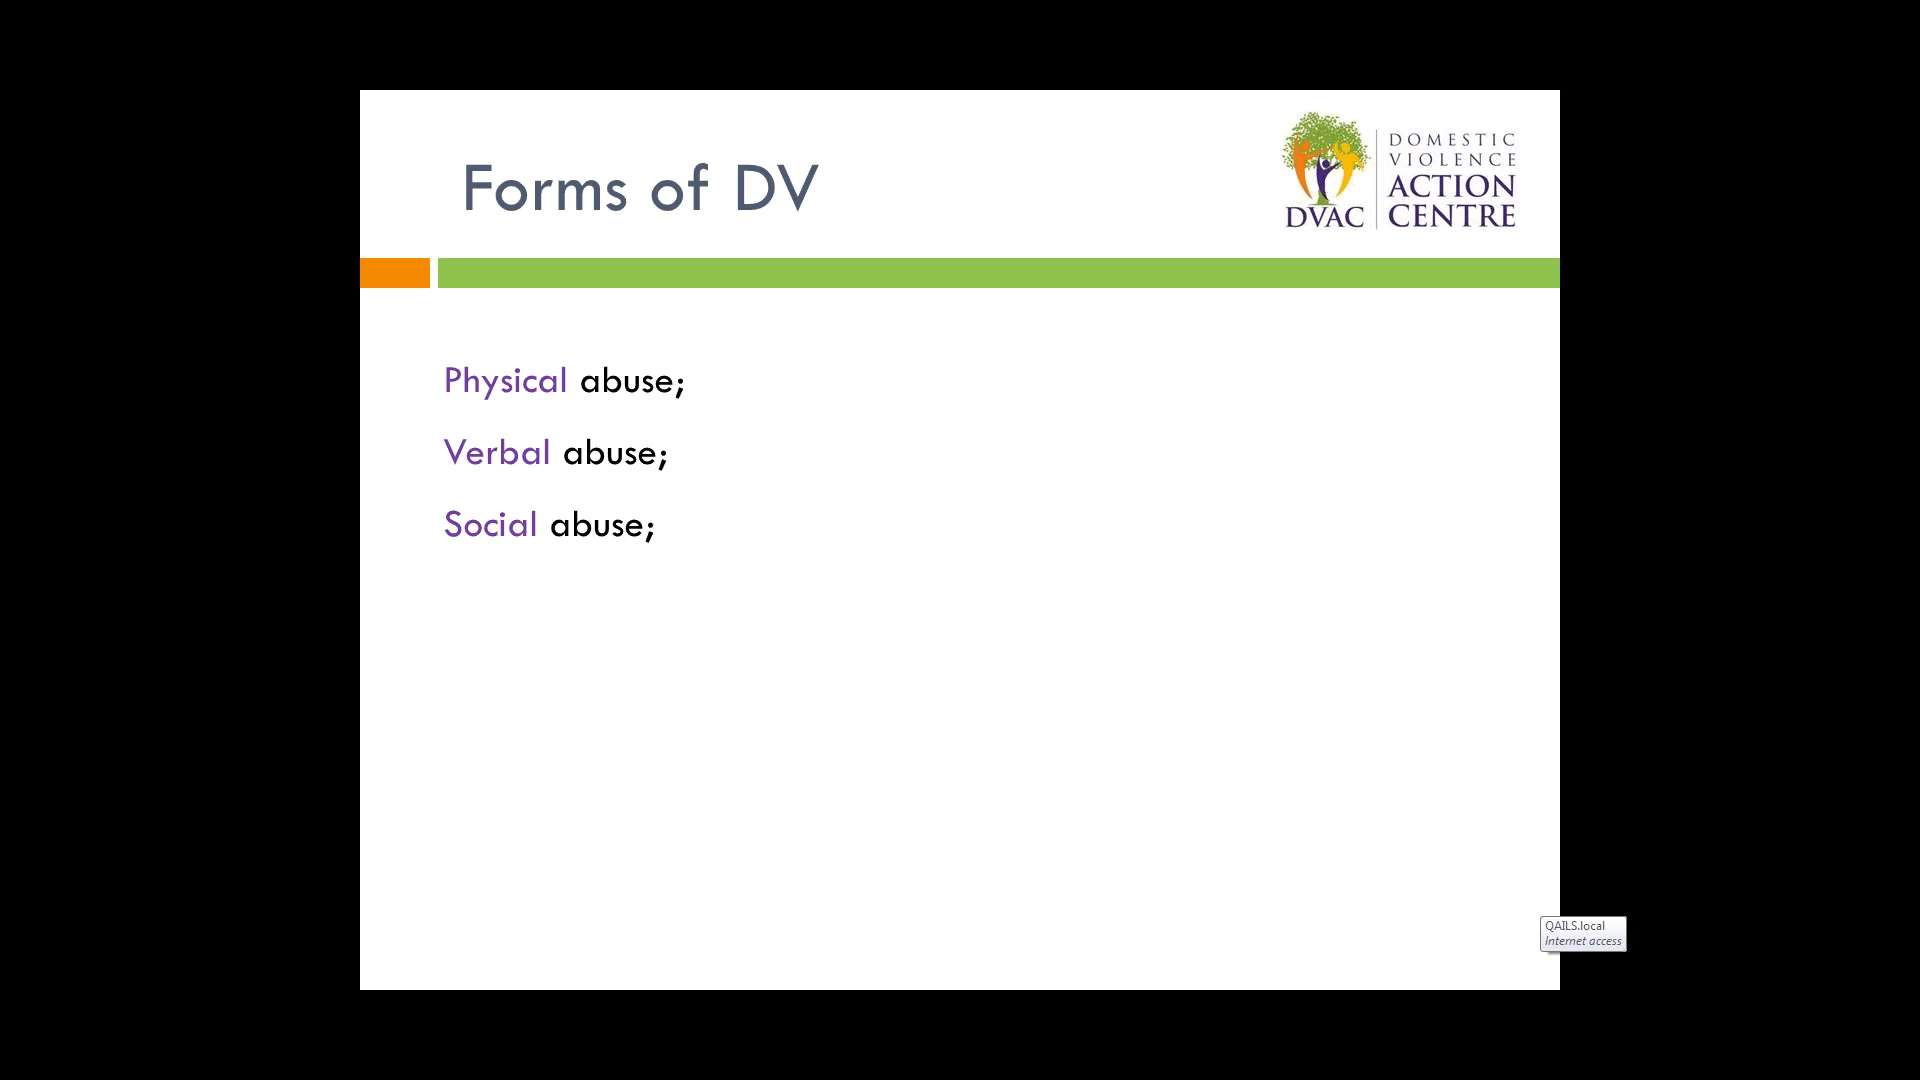 Forms of DV
DVAC
DOMESTIC
VIOLENCE
ACTION
CENTRE
Physical abuse;
Verbal abuse;
Social abuse;
QAILS.local
Internet access